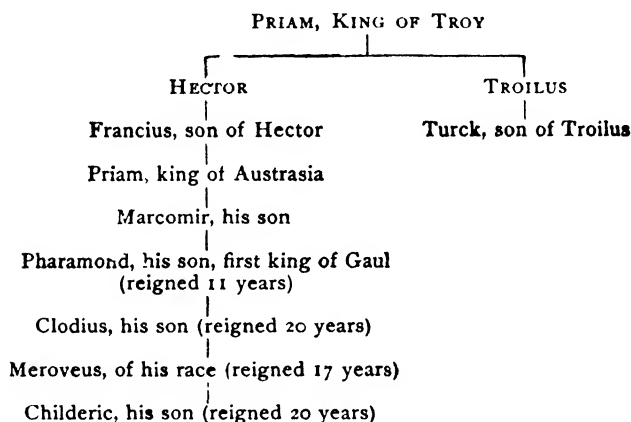 PRIAM, KING OF TROY
HECTOR TROILUS
Francius, son of Hector Turck, son of Troilus
Priam, king of Austrasia
Marcomir, his son
Pharamond, his son, first king of Gaul
(reigned 11 years)
Clodius, his son (reigned 20 years)
Meroveus, of his race (reigned 17 years)
Childeric, his son (reigned 20 years)